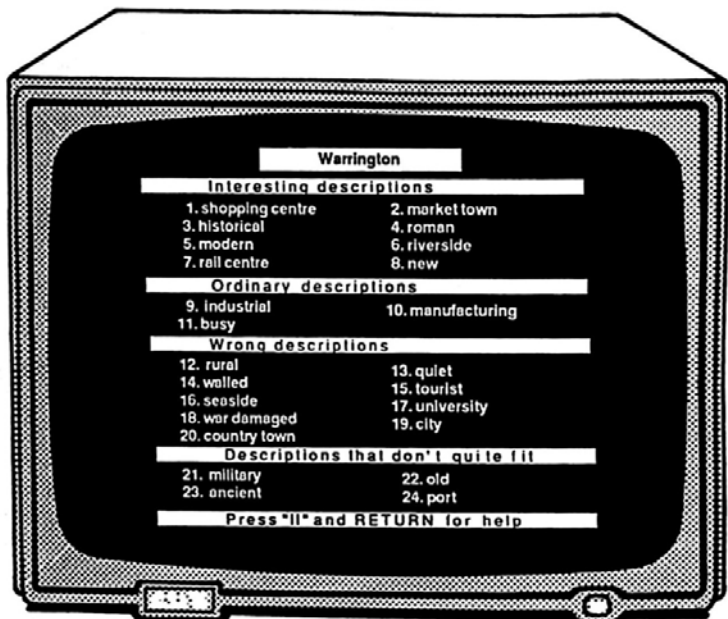 Warrington
Interesting descriptions
1. shopping centre 2. market town
3. historical 4. roman
5. modern 6. riverside
7. rail centre 8. new
Ordinary descriptions
9. industrial 10. manufacturing
11. busy
Wrong descriptions
12. rural 13. quiet
14. walled 15. tourist
16. seaside 17. university
18. war damaged 19. city
20. country town
Descriptions that don't quite fit
21. military 22. old
23. ancient 24. port
Press "II" and RETURN for help